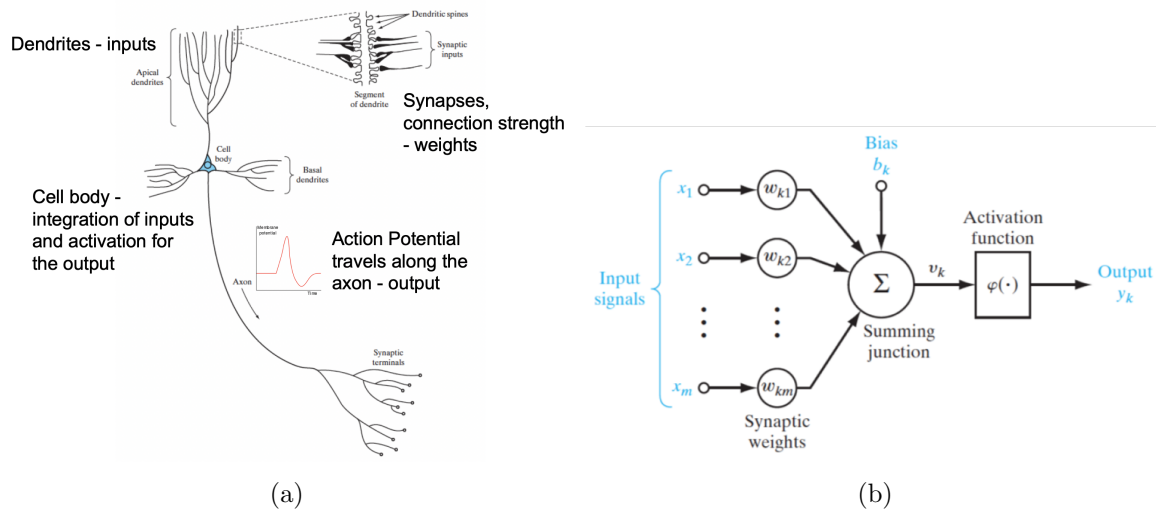 Dendrites - inputs
Apical
dendrites
Dendritic spines
Synaptic
inputs
Segment
of dendrite
Synapses,
connection strength
- weights
Cell
body
Basal
dendrites
Cell body -
integration of inputs
and activation for
the output
Membrane
potential
Time
Action Potential
travels along the
axon - output
Axon
Synaptic
terminals
(a)
Bias
b_k
Activation
function
Input
signals
x_1
w_k1
x_2
w_k2
x_m
w_km
Σ
v_k
φ(·)
Output
y_k
Summing
junction
Synaptic
weights
(b)